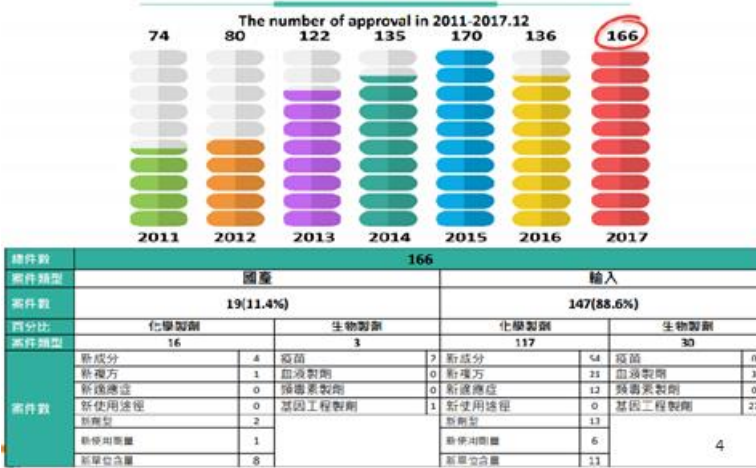 The number of approval in 2011-2017.12
74 80 122 135 170 136 166
2011 2012 2013 2014 2015 2016 2017
總件數 166
案件類型 國產 輸入
案件數 19(11.4%) 147(88.6%)
百分比 化學製劑 生物製劑 化學製劑 生物製劑
案件類型 16 3 117 30
案件數
新成分 4 疫苗 2 新成分 54 疫苗 0
新複方 1 血液製劑 0 新複方 21 血液製劑
新適應症 0 類毒素製劑 0 新適應症 12 類毒素製劑 0
新使用途徑 0 基因工程製劑 1 新使用途徑 0 基因工程製劑
新劑型 2 新劑型 13
新使用劑量 1 新使用劑量 6
新單位含量 8 新單位含量 11
4